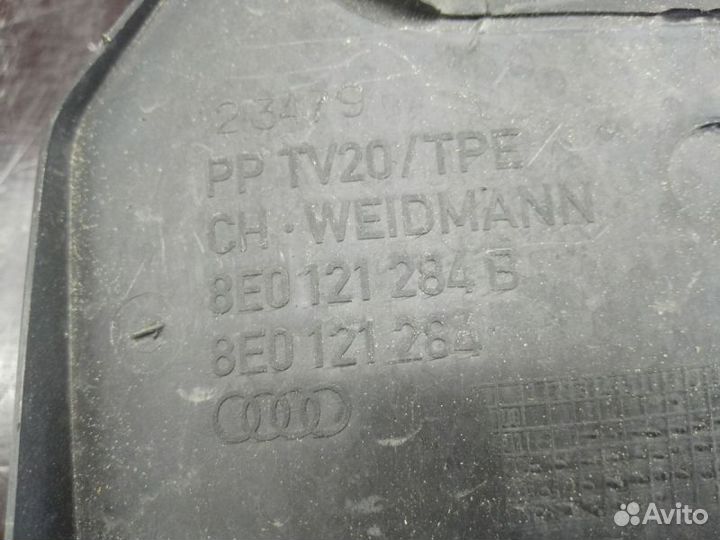 23479
PP TV20/TPE
CH·WEIDMANN
8E0 121 284 B
8E0 121 284
Avito